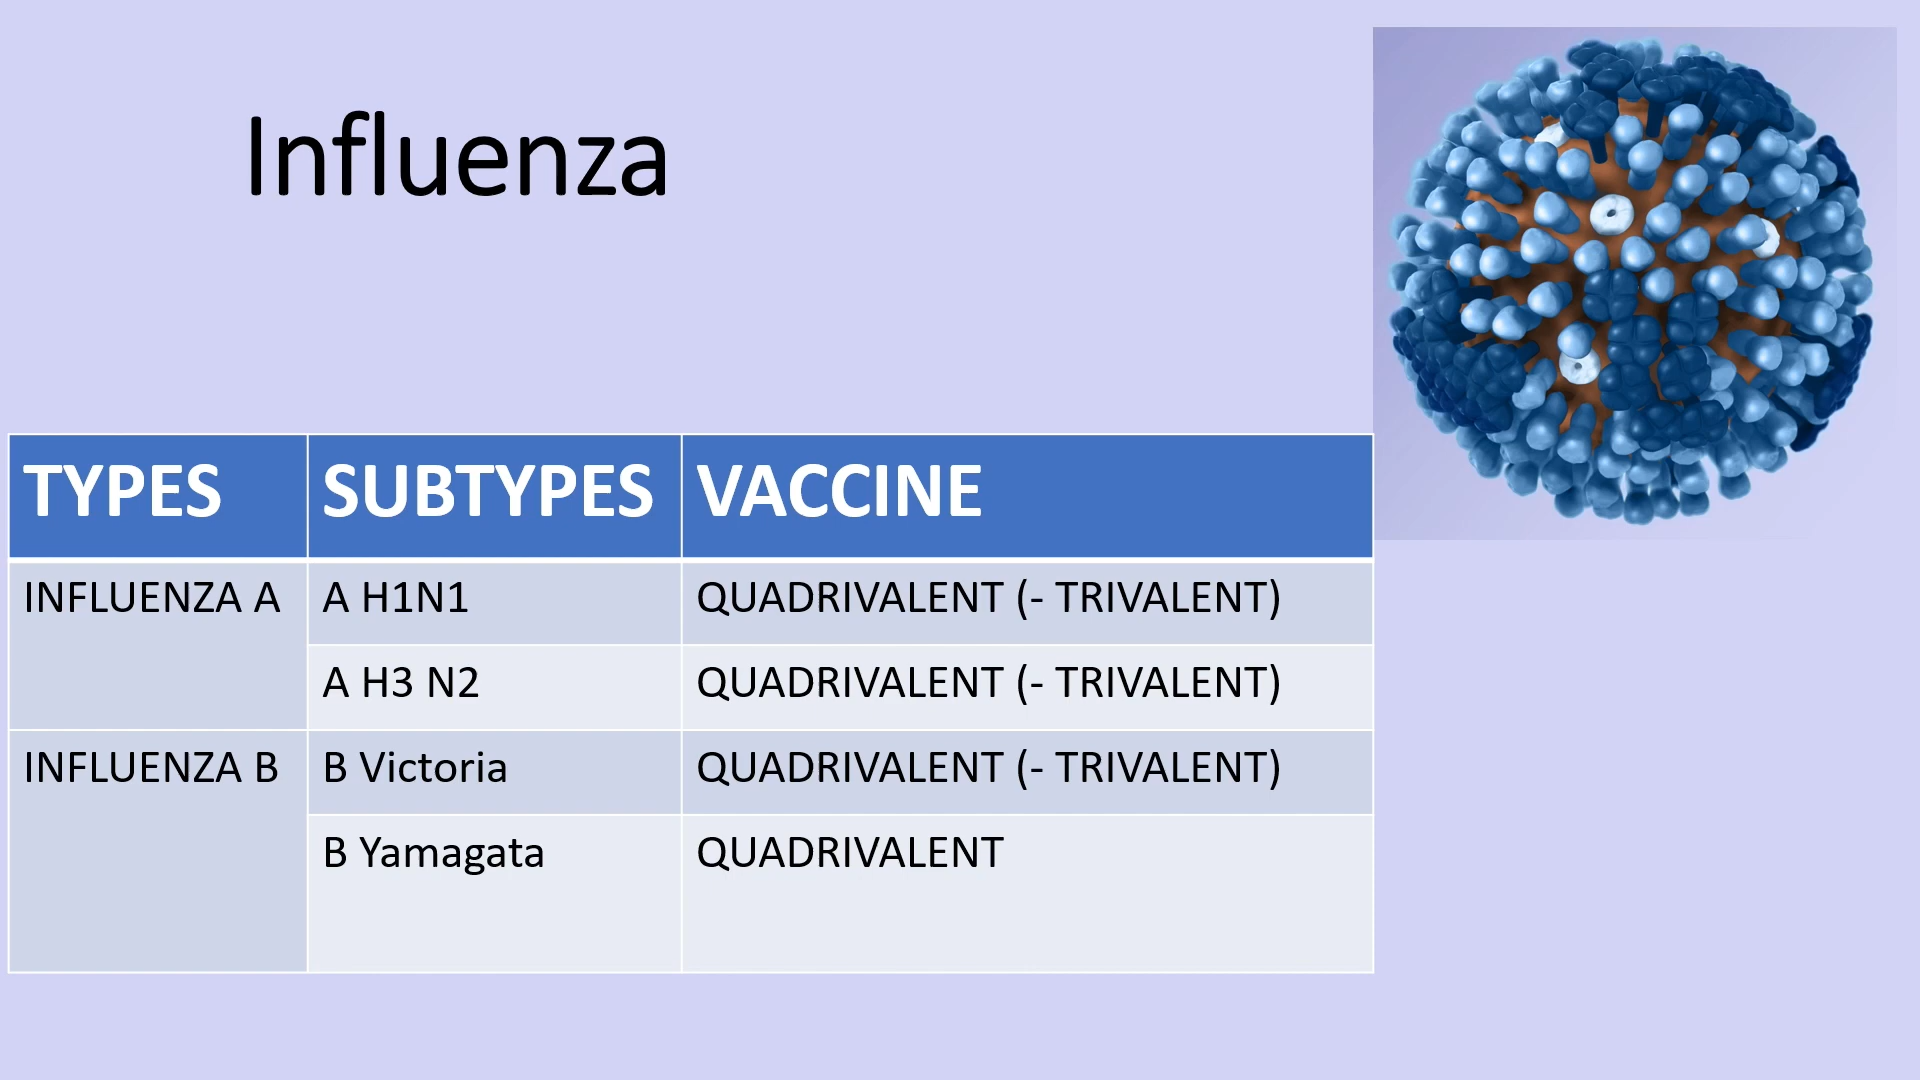 Influenza
TYPES SUBTYPES VACCINE
INFLUENZA A A H1N1 QUADRIVALENT (- TRIVALENT)
A H3 N2 QUADRIVALENT (- TRIVALENT)
INFLUENZA B B Victoria QUADRIVALENT (- TRIVALENT)
B Yamagata QUADRIVALENT